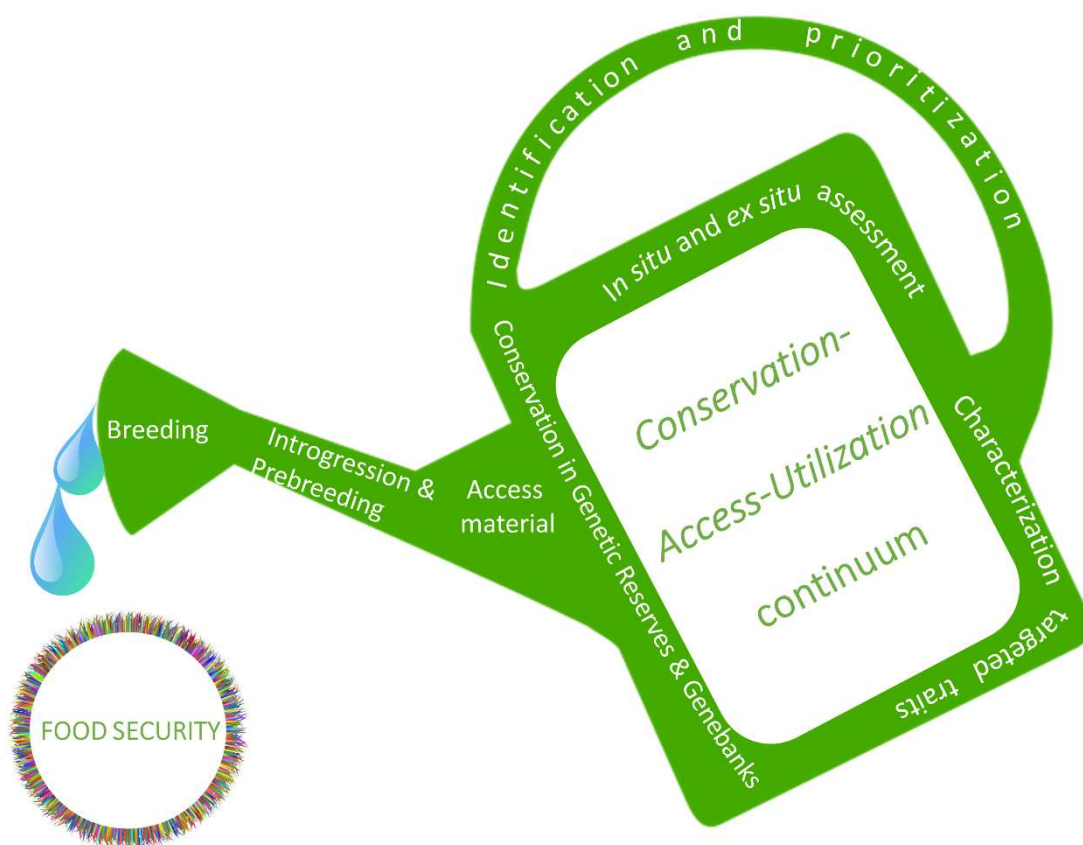 Identification and prioritization
In situ and ex situ assessment
Characterization targeted traits
Conservation in Genetic Reserves & Genebanks
Conservation-
Access-Utilization
continuum
Access
material
Introgression &
Prebreeding
Breeding
FOOD SECURITY